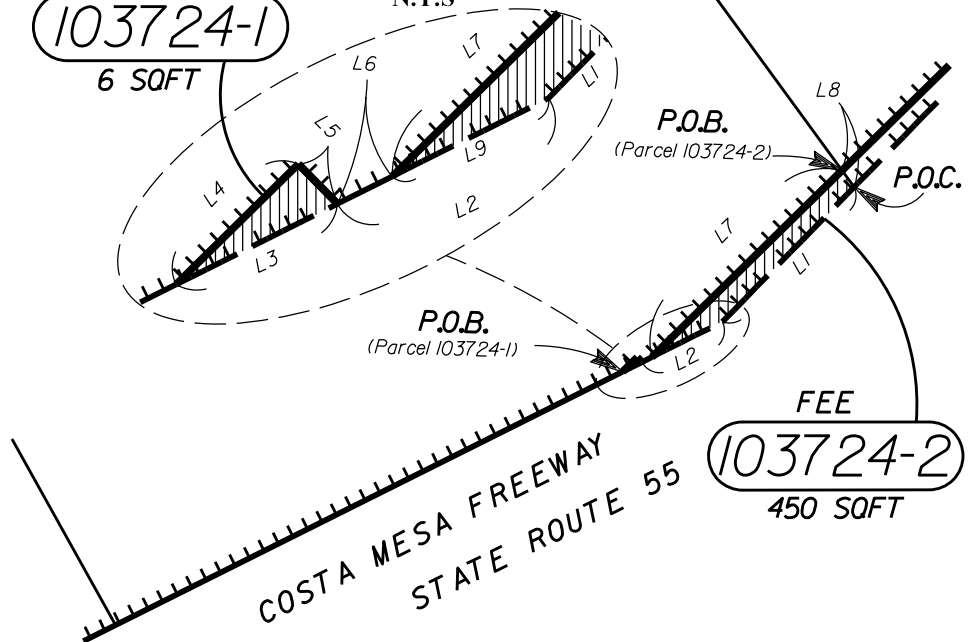 N.T.S
103724-1
6 SQFT
L7
L6
L1
L5
L9
L4
L2
L3
L8
P.O.B.
(Parcel 103724-2)
P.O.C.
L7
L1
P.O.B.
(Parcel 103724-1)
L2
FEE
103724-2
450 SQFT
COSTA MESA FREEWAY
STATE ROUTE 55